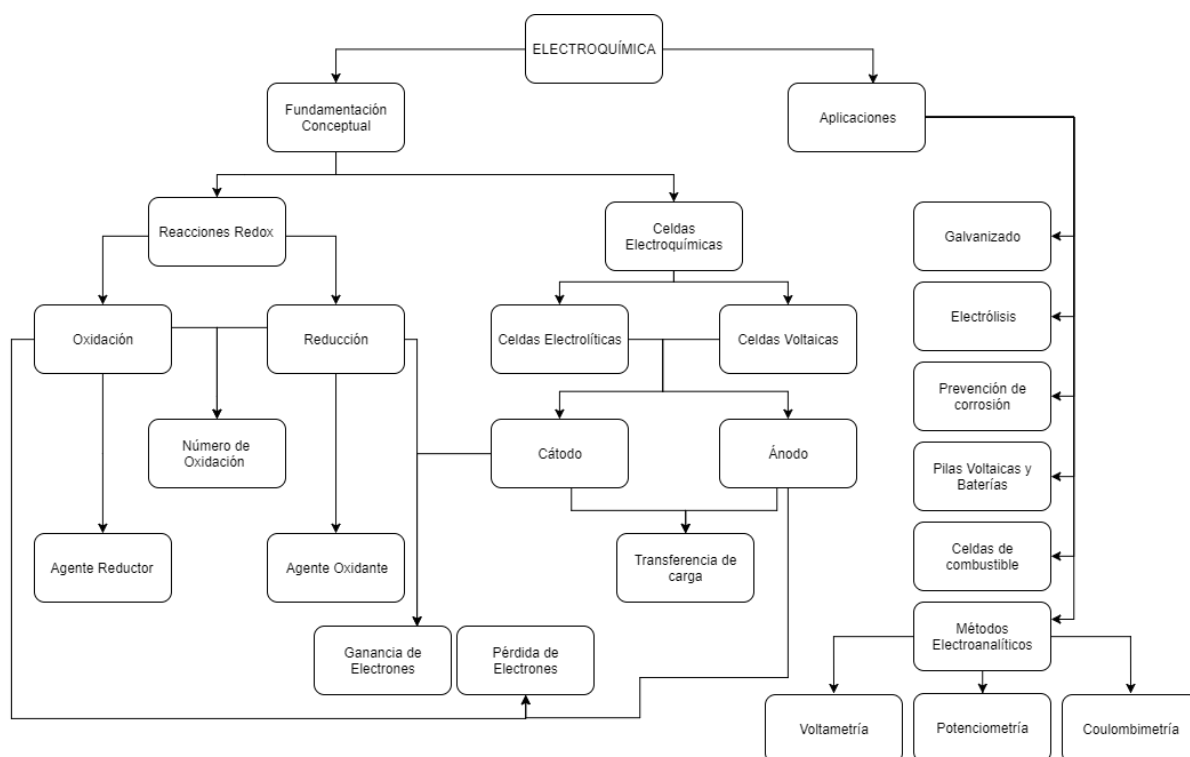 ELECTROQUÍMICA
Fundamentación
Conceptual
Aplicaciones
Reacciones Redox
Celdas
Electroquímicas
Galvanizado
Oxidación
Reducción
Celdas Electrolíticas
Celdas Voltaicas
Electrólisis
Prevención de
corrosión
Número de
Oxidación
Cátodo
Ánodo
Pilas Voltaicas y
Baterías
Agente Reductor
Agente Oxidante
Transferencia de
carga
Celdas de
combustible
Ganancia de
Electrones
Pérdida de
Electrones
Métodos
Electroanalíticos
Voltametría
Potenciometría
Coulombimetría